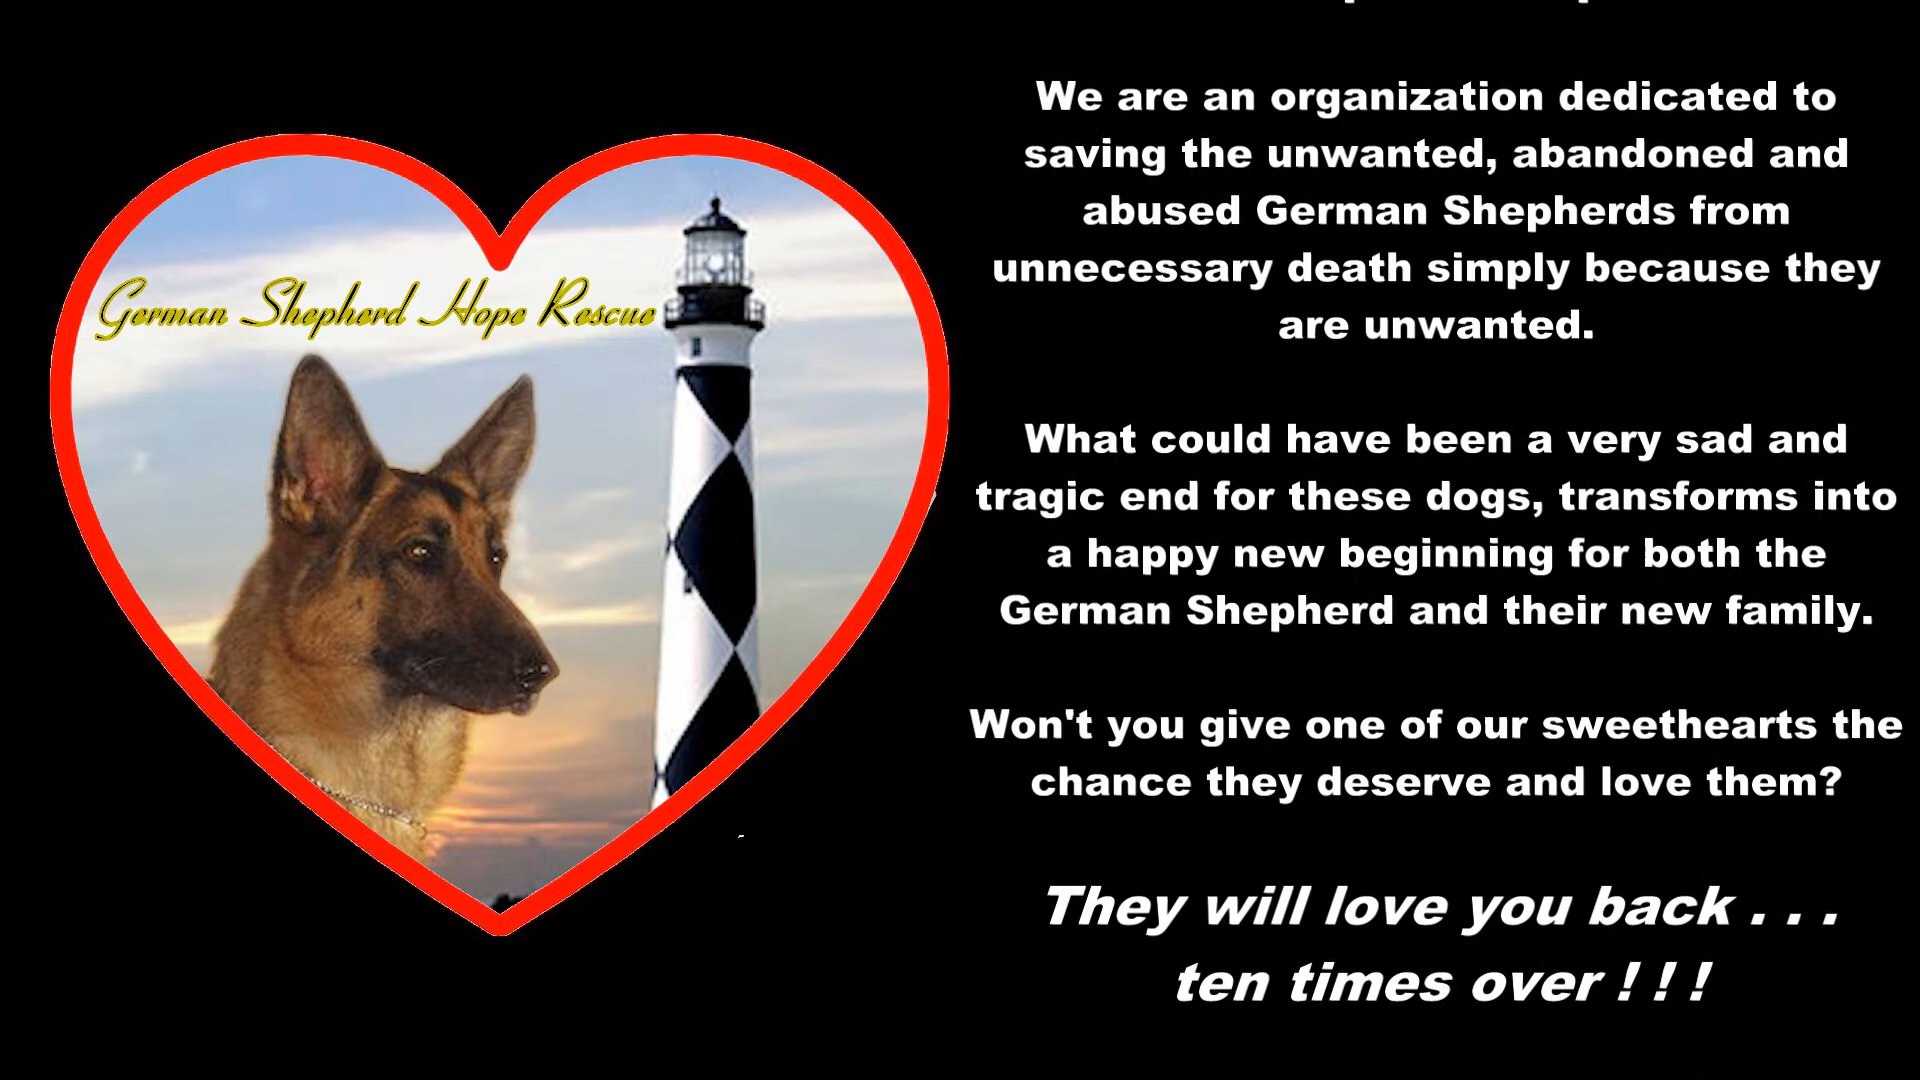 German Shepherd Hope Rescue
We are an organization dedicated to
saving the unwanted, abandoned and
abused German Shepherds from
unnecessary death simply because they
are unwanted.
What could have been a very sad and
tragic end for these dogs, transforms into
a happy new beginning for both the
German Shepherd and their new family.
Won't you give one of our sweethearts the
chance they deserve and love them?
They will love you back . . .
ten times over ! ! !